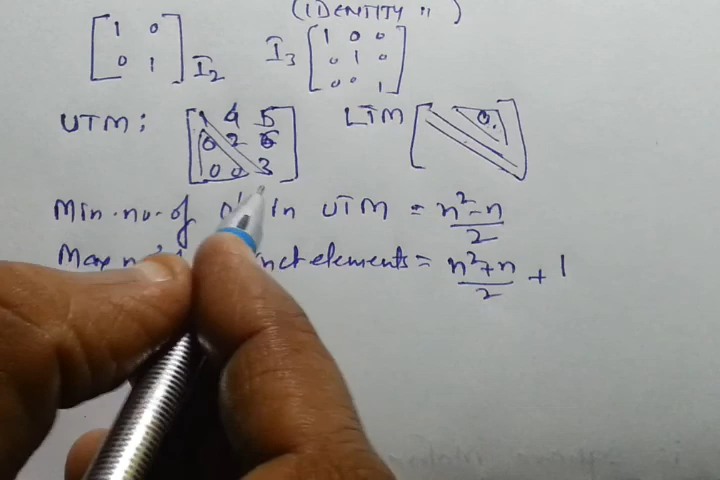 (IDENTITY ")
[1 0
0 1] I2
I3 [1 0 0
0 1 0
0 0 1]
UTM: [1 4 5
0 2 6
0 0 3]
LTM [0]
Min. no. of in UTM = n²-n / 2
Max elements = n²+n / 2 + 1